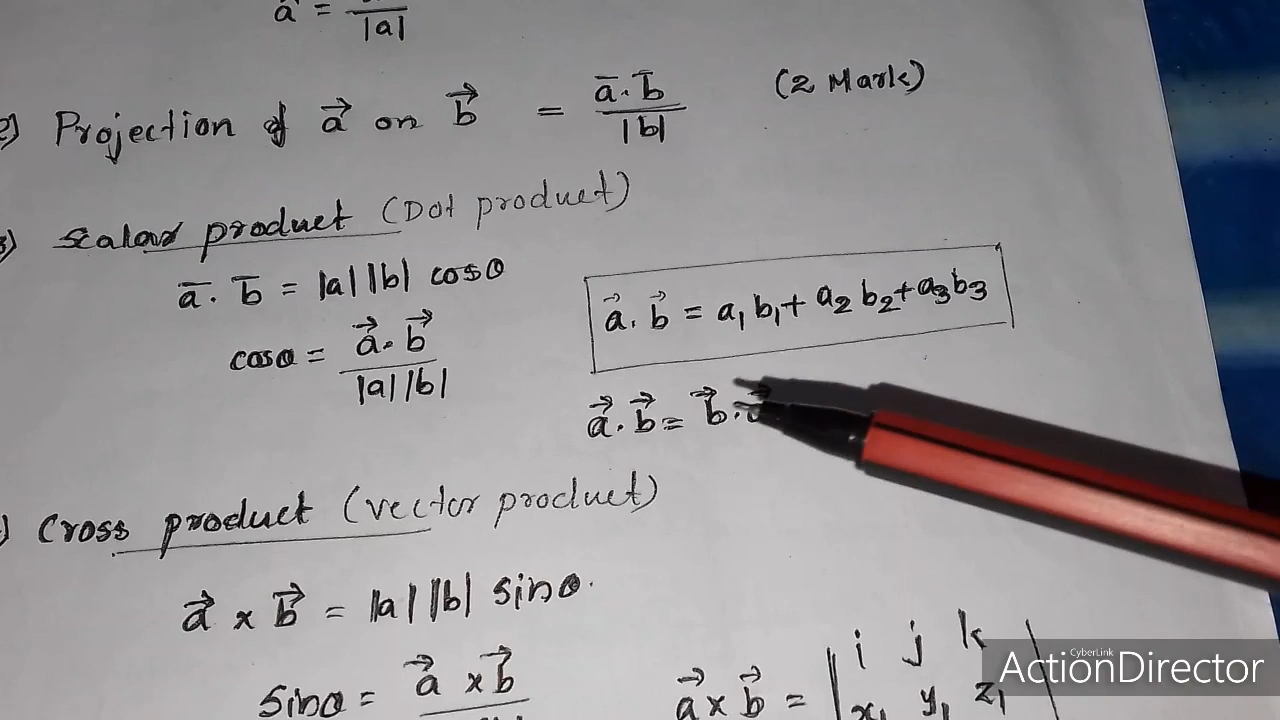 a⃗ = |a|
2) Projection of a⃗ on b⃗ = a̅.b̅ / |b| (2 Mark)
3) Scalar product (Dot product)
a̅. b̅ = |a| |b| cosθ
a⃗. b⃗ = a₁b₁+ a₂b₂+a₃b₃
cosθ = a⃗.b⃗ / |a| |b|
a⃗. b⃗ = b⃗.
) Cross product (vector product)
a⃗ x b⃗ = |a| |b| sinθ.
i j k
sinθ = a⃗ x b⃗
a⃗ x b⃗ = | x₁ y₁ z₁ |
CyberLink
ActionDirector